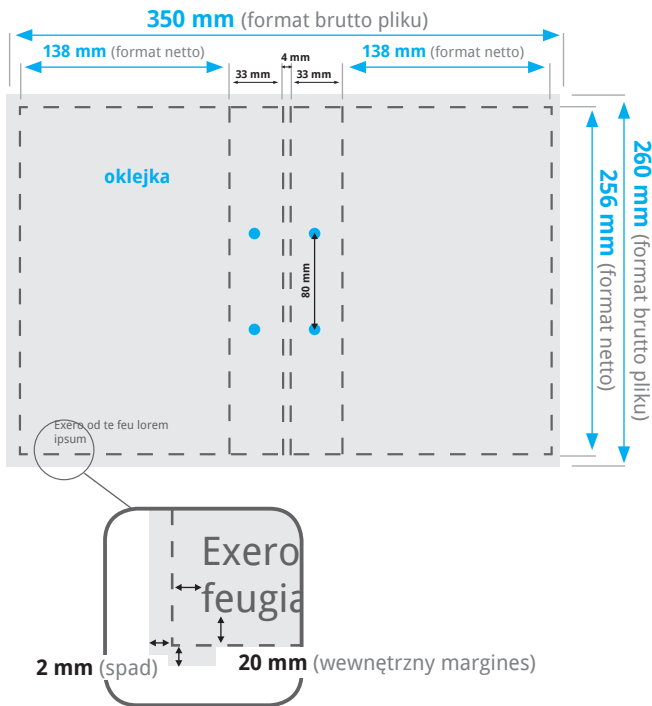 350 mm (format brutto pliku)
138 mm (format netto)
4 mm
138 mm (format netto)
33 mm
33 mm
oklejka
80 mm
256 mm (format netto)
260 mm (format brutto pliku)
Exero od te feu lorem
ipsum
Exero
feugia
2 mm (spad)
20 mm (wewnętrzny margines)